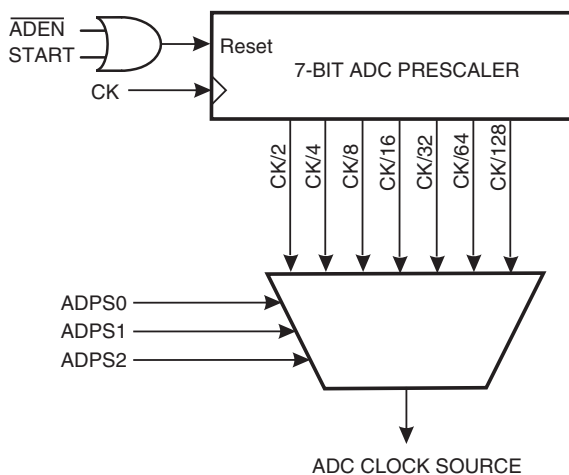 ADEN
START
Reset
7-BIT ADC PRESCALER
CK
CK/2
CK/4
CK/8
CK/16
CK/32
CK/64
CK/128
ADPS0
ADPS1
ADPS2
ADC CLOCK SOURCE